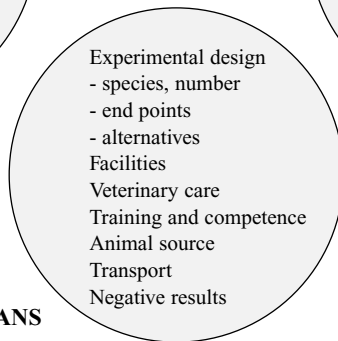 Experimental design
- species, number
- end points
- alternatives
Facilities
Veterinary care
Training and competence
Animal source
Transport
Negative results
ANS